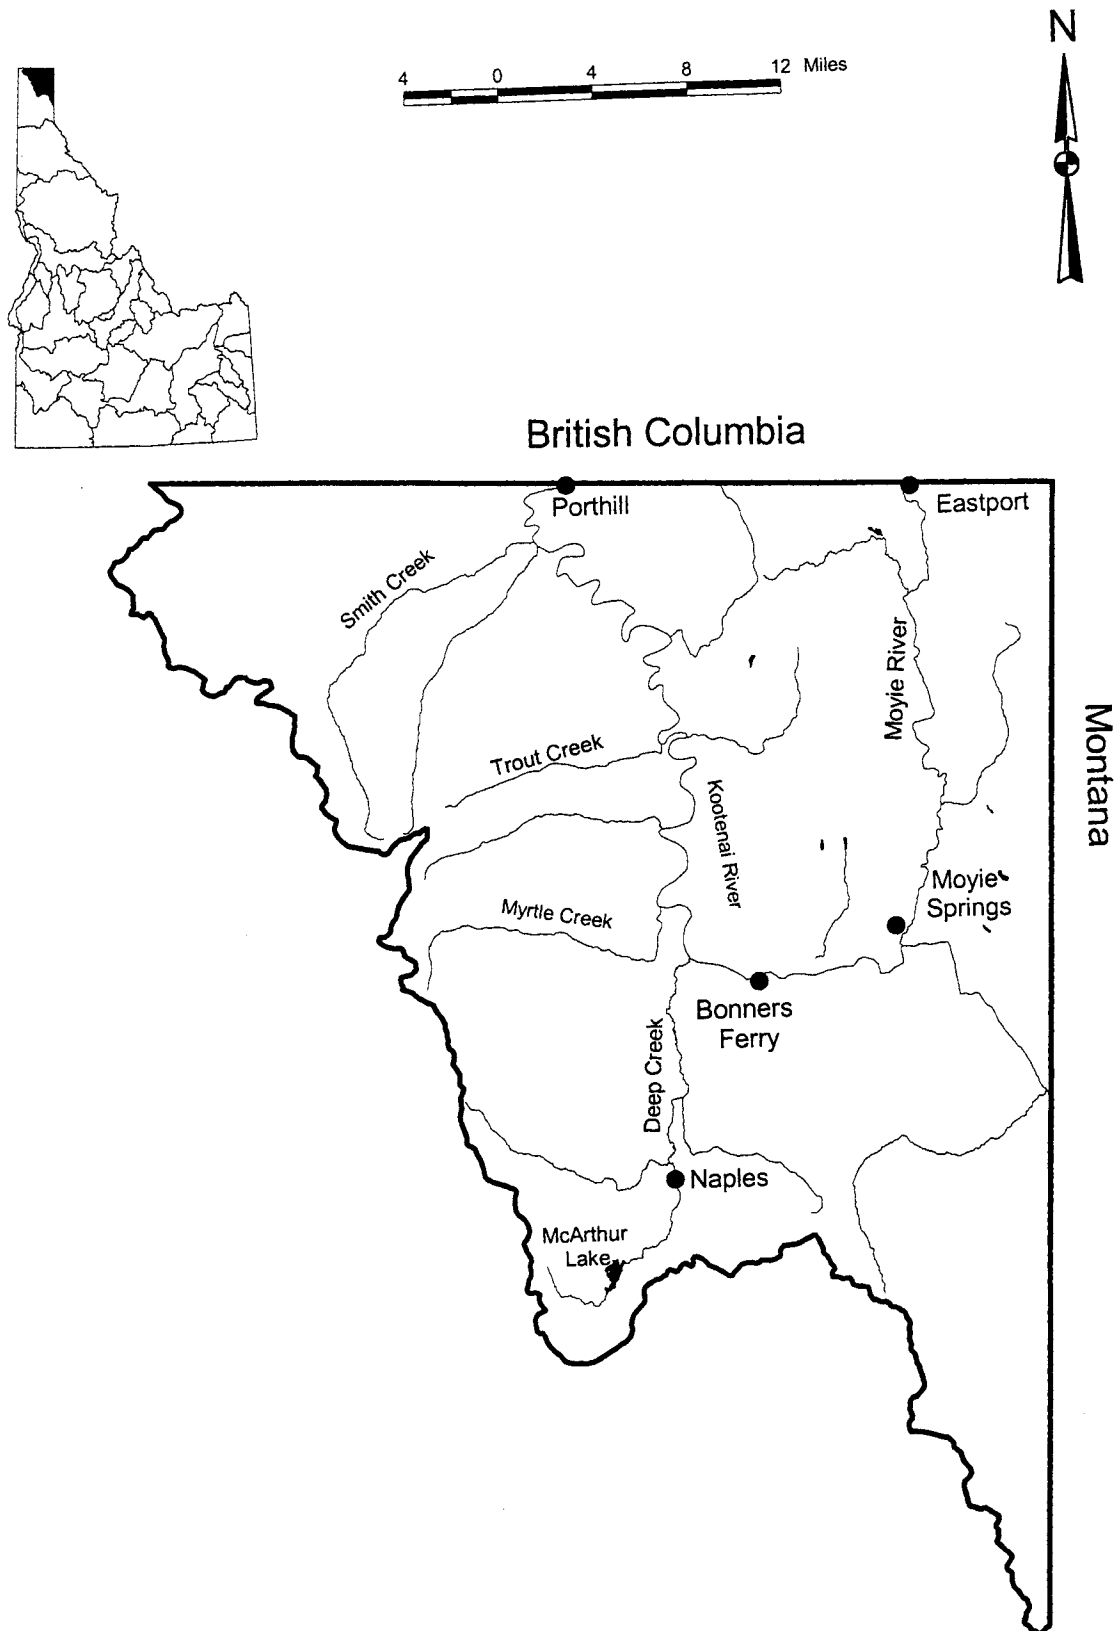 N
4 0 4 8 12 Miles
British Columbia
Porthill
Eastport
Smith Creek
Moyie River
Montana
Trout Creek
Kootenai River
Moyie
Springs
Myrtle Creek
Bonners
Ferry
Deep Creek
Naples
McArthur
Lake